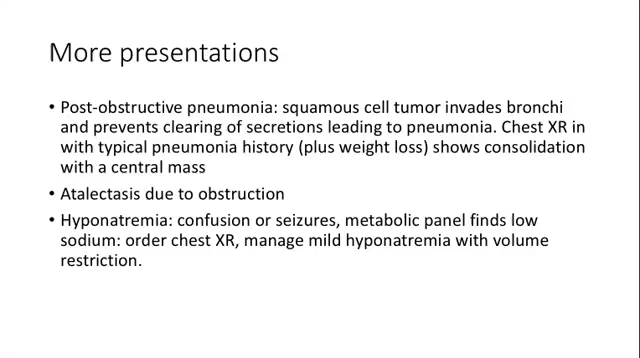 More presentations
• Post-obstructive pneumonia: squamous cell tumor invades bronchi
and prevents clearing of secretions leading to pneumonia. Chest XR in
with typical pneumonia history (plus weight loss) shows consolidation
with a central mass
• Atalectasis due to obstruction
• Hyponatremia: confusion or seizures, metabolic panel finds low
sodium: order chest XR, manage mild hyponatremia with volume
restriction.